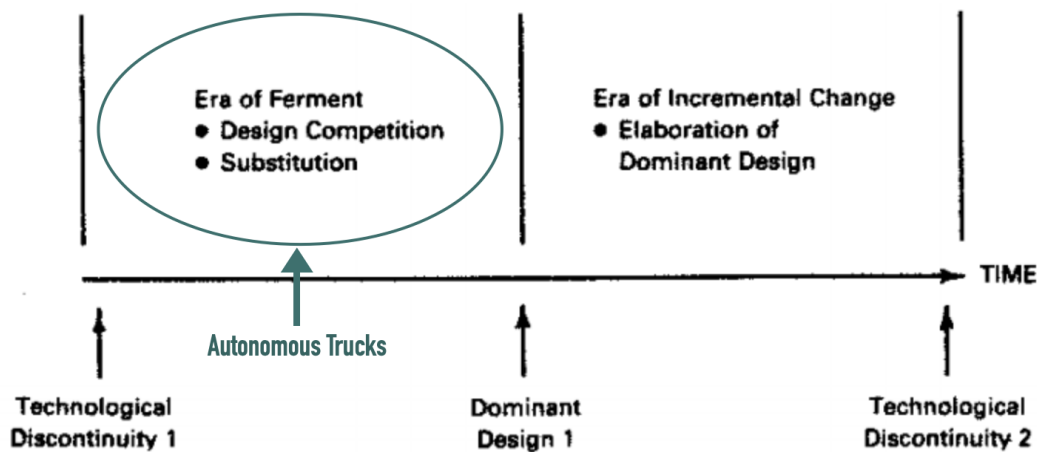 Era of Ferment
• Design Competition
• Substitution
Era of Incremental Change
• Elaboration of
Dominant Design
TIME
Autonomous Trucks
Technological
Discontinuity 1
Dominant
Design 1
Technological
Discontinuity 2